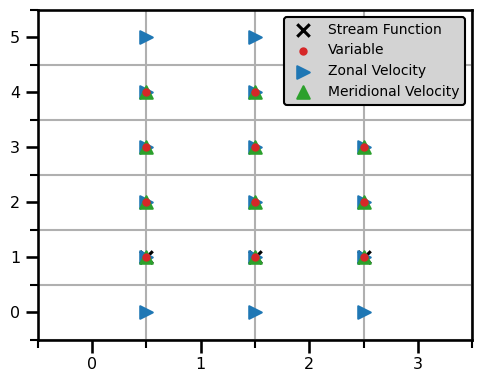 Stream Function
Variable
Zonal Velocity
Meridional Velocity
5
4
3
2
1
0
0 1 2 3